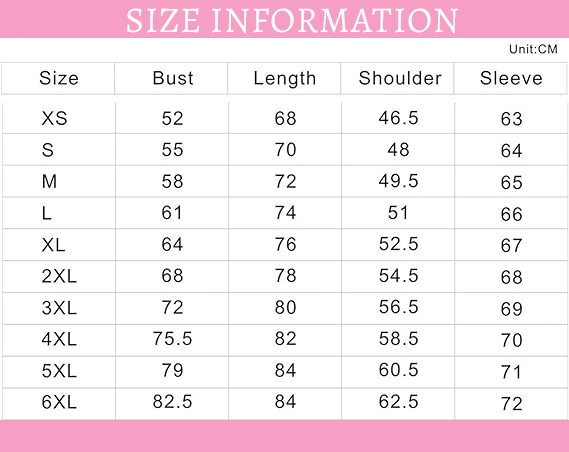 SIZE INFORMATION
Unit:CM
Size Bust Length Shoulder Sleeve
XS 52 68 46.5 63
S 55 70 48 64
M 58 72 49.5 65
L 61 74 51 66
XL 64 76 52.5 67
2XL 68 78 54.5 68
3XL 72 80 56.5 69
4XL 75.5 82 58.5 70
5XL 79 84 60.5 71
6XL 82.5 84 62.5 72